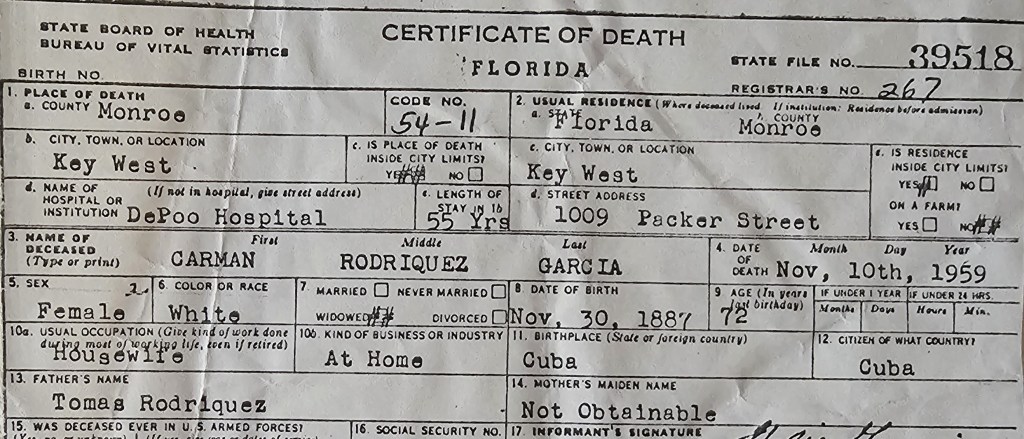 STATE BOARD OF HEALTH
BUREAU OF VITAL STATISTICS
CERTIFICATE OF DEATH
FLORIDA
STATE FILE NO. 39518
BIRTH NO.
REGISTRAR'S NO. 267
1. PLACE OF DEATH
a. COUNTY Monroe
CODE NO.
54-11
2. USUAL RESIDENCE (Where deceased lived. If institution: Residence before admission)
a. STATE Florida
b. COUNTY Monroe
b. CITY, TOWN, OR LOCATION
Key West
c. IS PLACE OF DEATH INSIDE CITY LIMITS?
YES ## NO
c. CITY, TOWN, OR LOCATION
Key West
e. IS RESIDENCE INSIDE CITY LIMITS?
YES # NO
d. NAME OF HOSPITAL OR INSTITUTION (If not in hospital, give street address)
DePoo Hospital
e. LENGTH OF STAY IN 1b
55 Yrs
d. STREET ADDRESS
1009 Packer Street
ON A FARM?
YES NO ##
3. NAME OF DECEASED (Type or print)
First Middle Last
CARMAN RODRIQUEZ GARCIA
4. DATE OF DEATH
Month Day Year
Nov, 10th, 1959
5. SEX 2
Female
6. COLOR OR RACE
White
7. MARRIED NEVER MARRIED
WIDOWED ## DIVORCED
8. DATE OF BIRTH
Nov, 30, 1887
9. AGE (In years last birthday)
72
IF UNDER 1 YEAR
Months Days
IF UNDER 24 HRS.
Hours Min.
10a. USUAL OCCUPATION (Give kind of work done during most of working life, even if retired)
Housewife
10b. KIND OF BUSINESS OR INDUSTRY
At Home
11. BIRTHPLACE (State or foreign country)
Cuba
12. CITIZEN OF WHAT COUNTRY?
Cuba
13. FATHER'S NAME
Tomas Rodriquez
14. MOTHER'S MAIDEN NAME
Not Obtainable
15. WAS DECEASED EVER IN U. S. ARMED FORCES?
16. SOCIAL SECURITY NO.
17. INFORMANT'S SIGNATURE